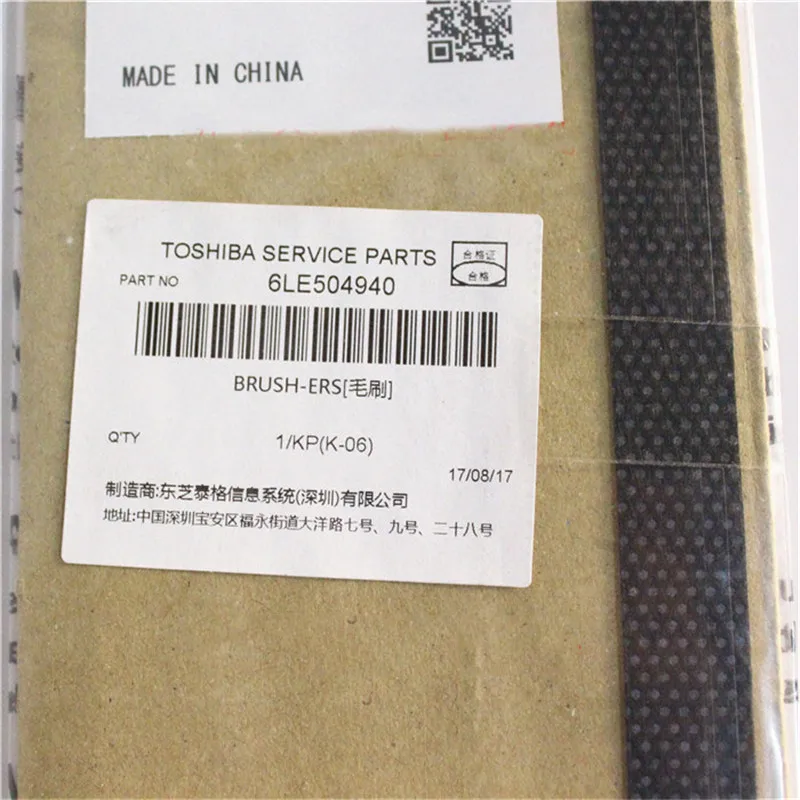 MADE IN CHINA
TOSHIBA SERVICE PARTS
合格证
合格
PART NO 6LE504940
BRUSH-ERS[毛刷]
Q'TY 1/KP(K-06)
17/08/17
制造商:东芝泰格信息系统(深圳)有限公司
地址:中国深圳宝安区福永街道大洋路七号、九号、二十八号